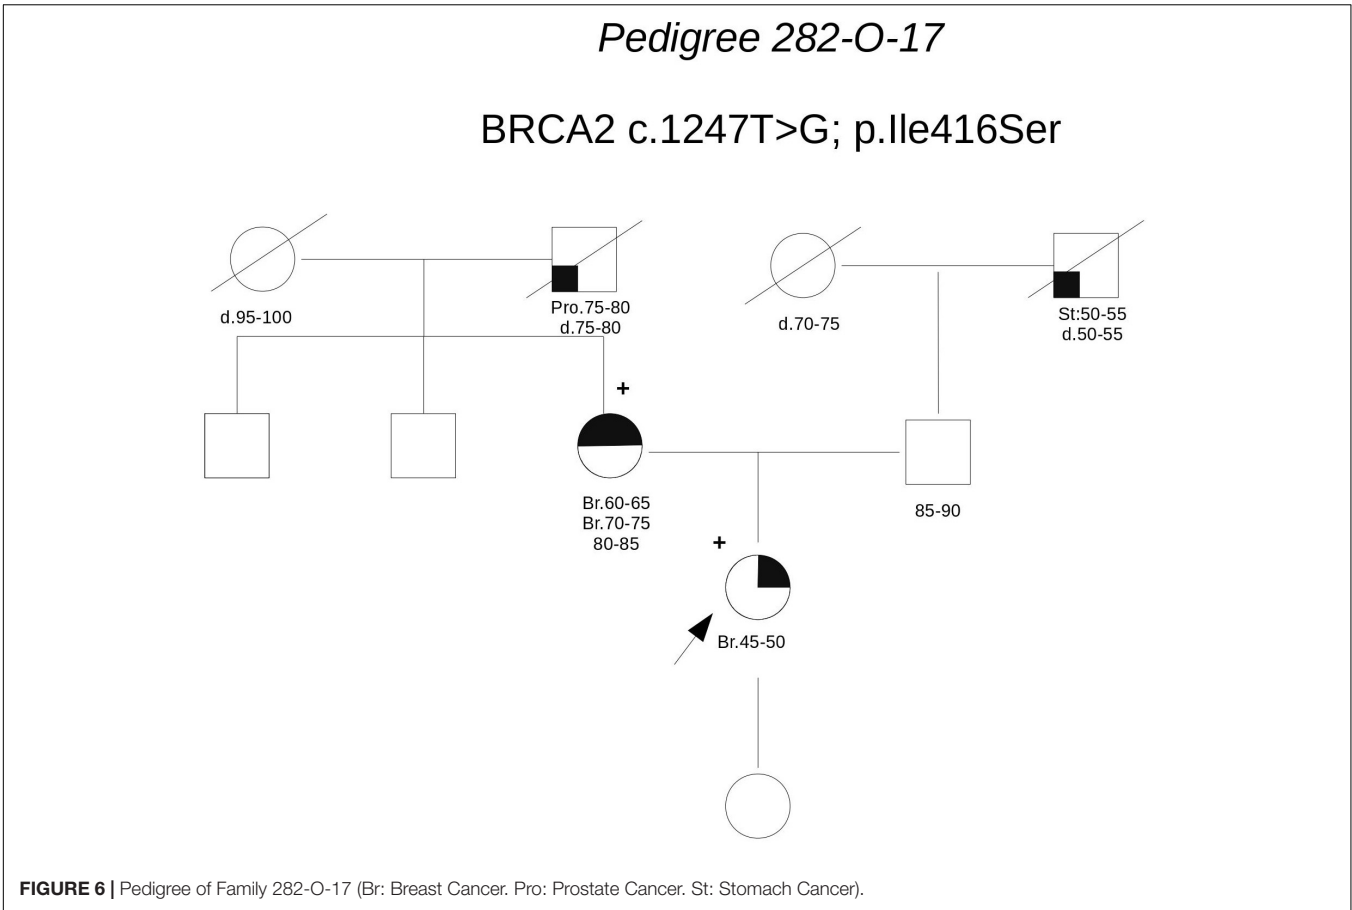 Pedigree 282-O-17
BRCA2 c.1247T>G; p.Ile416Ser
d.95-100
Pro.75-80
d.75-80
d.70-75
St:50-55
d.50-55
+
Br.60-65
Br.70-75
80-85
85-90
+
Br.45-50
FIGURE 6 | Pedigree of Family 282-O-17 (Br: Breast Cancer. Pro: Prostate Cancer. St: Stomach Cancer).